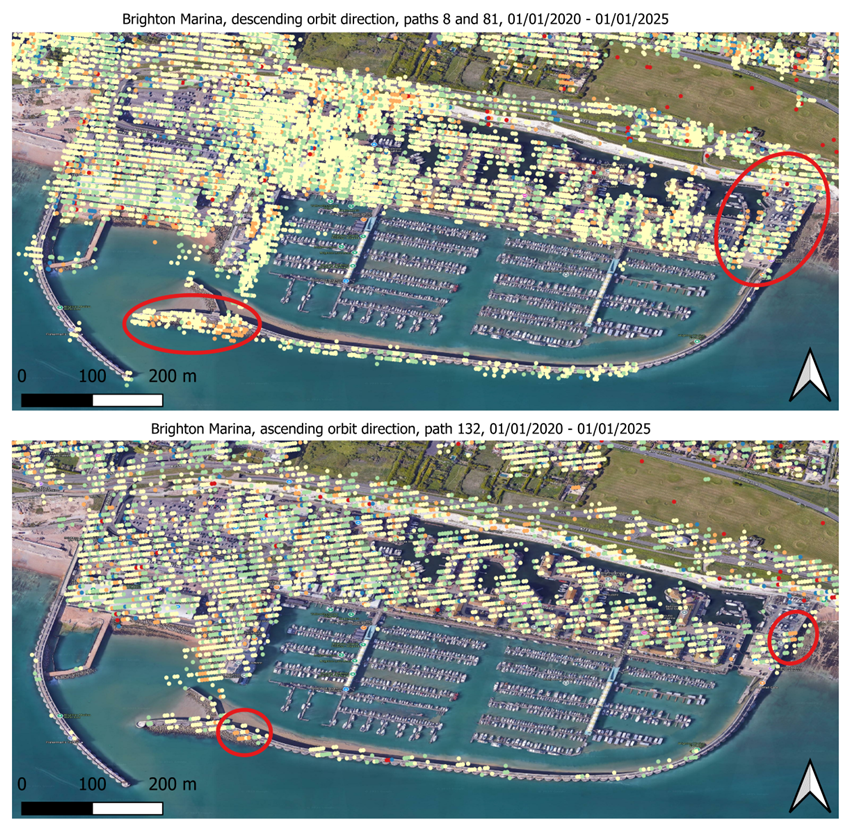 Brighton Marina, descending orbit direction, paths 8 and 81, 01/01/2020 - 01/01/2025
0 100 200 m
Brighton Marina, ascending orbit direction, path 132, 01/01/2020 - 01/01/2025
0 100 200 m